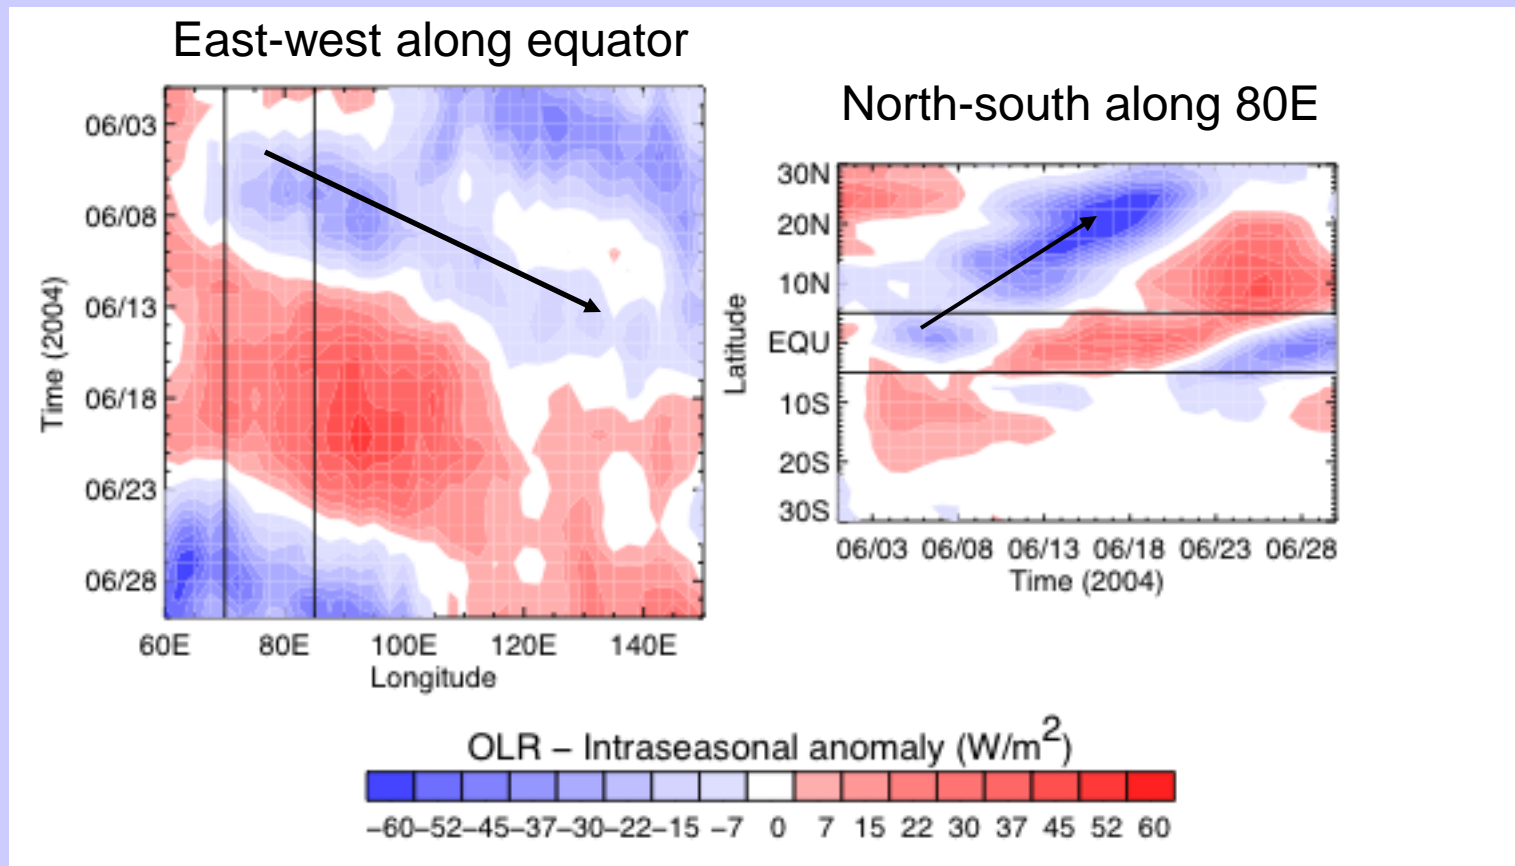 East-west along equator
06/03
06/08
06/13
06/18
06/23
06/28
Time (2004)
60E 80E 100E 120E 140E
Longitude
North-south along 80E
30N
20N
10N
EQU
10S
20S
30S
Latitude
06/03 06/08 06/13 06/18 06/23 06/28
Time (2004)
OLR – Intraseasonal anomaly (W/m2)
–60 –52 –45 –37 –30 –22 –15 –7 0 7 15 22 30 37 45 52 60